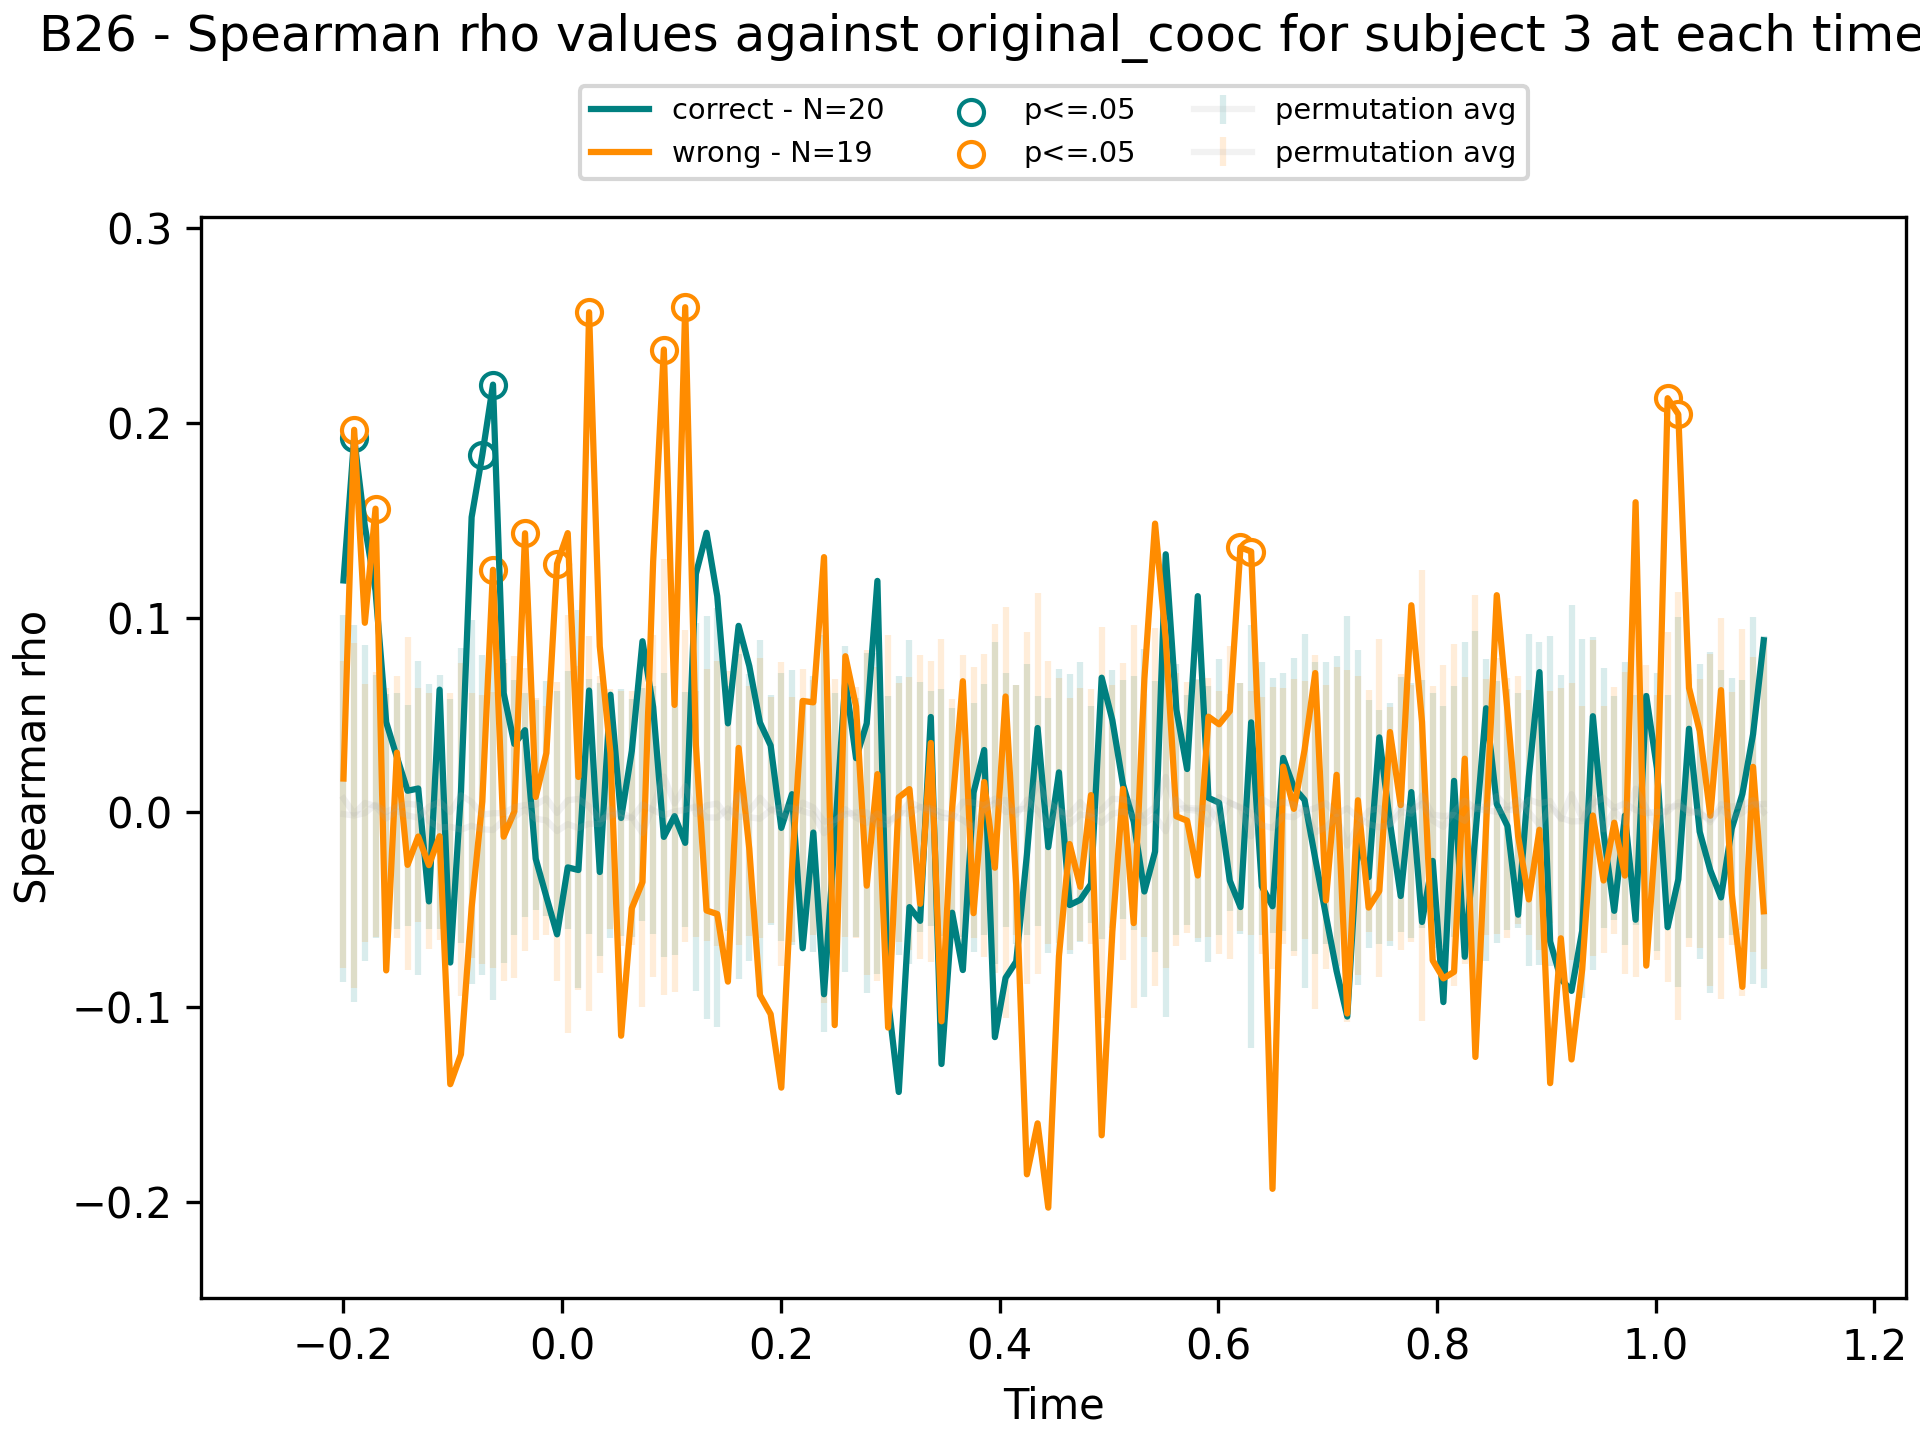 B26 - Spearman rho values against original_cooc for subject 3 at each time
correct - N=20
wrong - N=19
p<=.05
p<=.05
permutation avg
permutation avg
0.3
0.2
0.1
0.0
−0.1
−0.2
Spearman rho
−0.2 0.0 0.2 0.4 0.6 0.8 1.0 1.2
Time